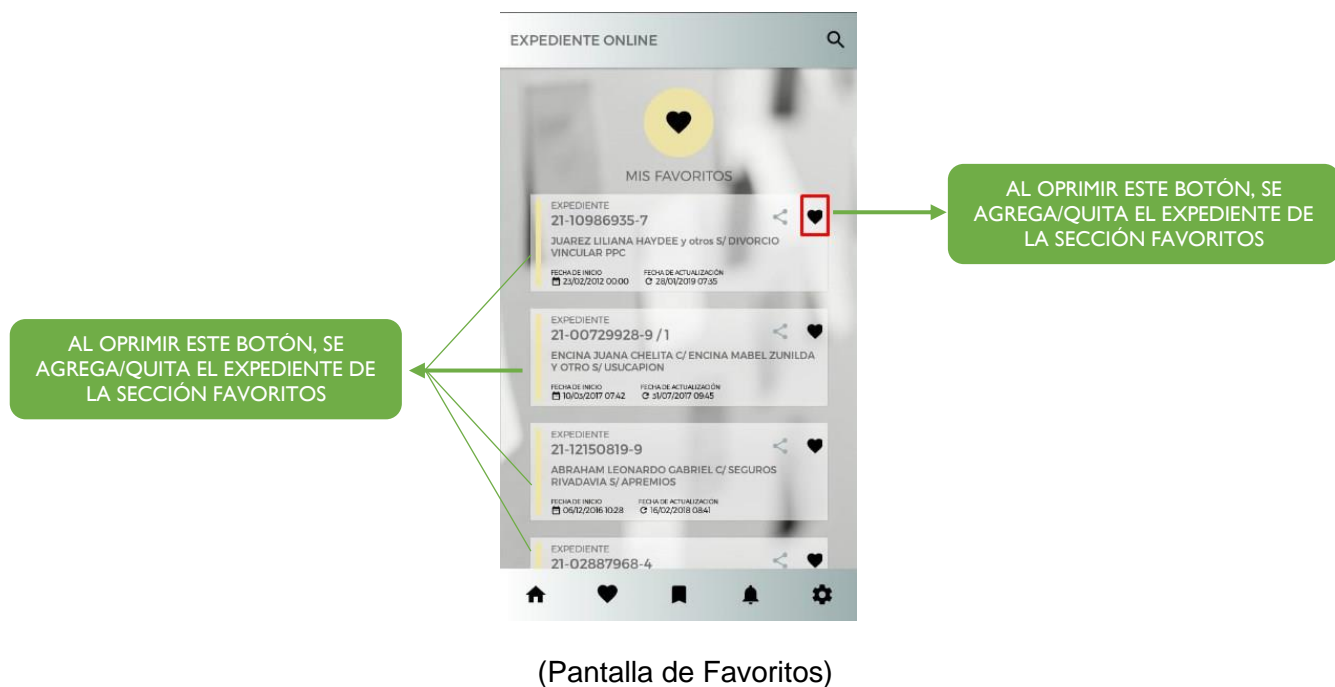 EXPEDIENTE ONLINE
MIS FAVORITOS
EXPEDIENTE
21-10986935-7
JUAREZ LILIANA HAYDEE y otros S/ DIVORCIO
VINCULAR PPC
FECHA DE INICIO FECHA DE ACTUALIZACIÓN
23/02/2012 00:00 28/01/2019 07:35
AL OPRIMIR ESTE BOTÓN, SE
AGREGA/QUITA EL EXPEDIENTE DE
LA SECCIÓN FAVORITOS
EXPEDIENTE
21-00729928-9 / 1
ENCINA JUANA CHELITA C/ ENCINA MABEL ZUNILDA
Y OTRO S/ USUCAPION
FECHA DE INICIO FECHA DE ACTUALIZACIÓN
10/03/2017 07:42 31/07/2017 09:45
AL OPRIMIR ESTE BOTÓN, SE
AGREGA/QUITA EL EXPEDIENTE DE
LA SECCIÓN FAVORITOS
EXPEDIENTE
21-12150819-9
ABRAHAM LEONARDO GABRIEL C/ SEGUROS
RIVADAVIA S/ APREMIOS
FECHA DE INICIO FECHA DE ACTUALIZACIÓN
06/12/2016 10:28 16/02/2018 08:41
EXPEDIENTE
21-02887968-4
(Pantalla de Favoritos)